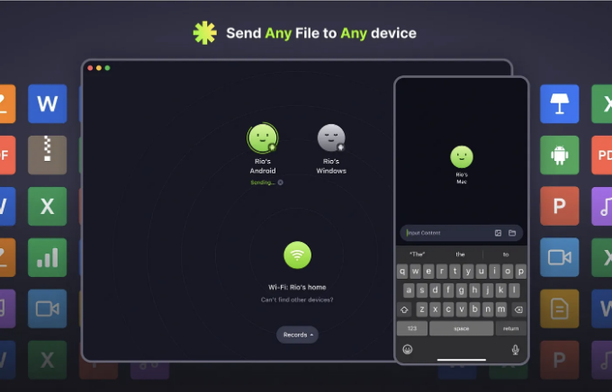 Send Any File to Any device
Rio's
Android
Sending...
Rio's
Windows
Wi-Fi: Rio's home
Can't find other devices?
Records
Rio's
Mac
Input Content
"The"
the
to
q w e r t y u i o p
a s d f g h j k l
z x c v b n m
123
space
return
W
X
W
X
P
X
PD
P
X
W